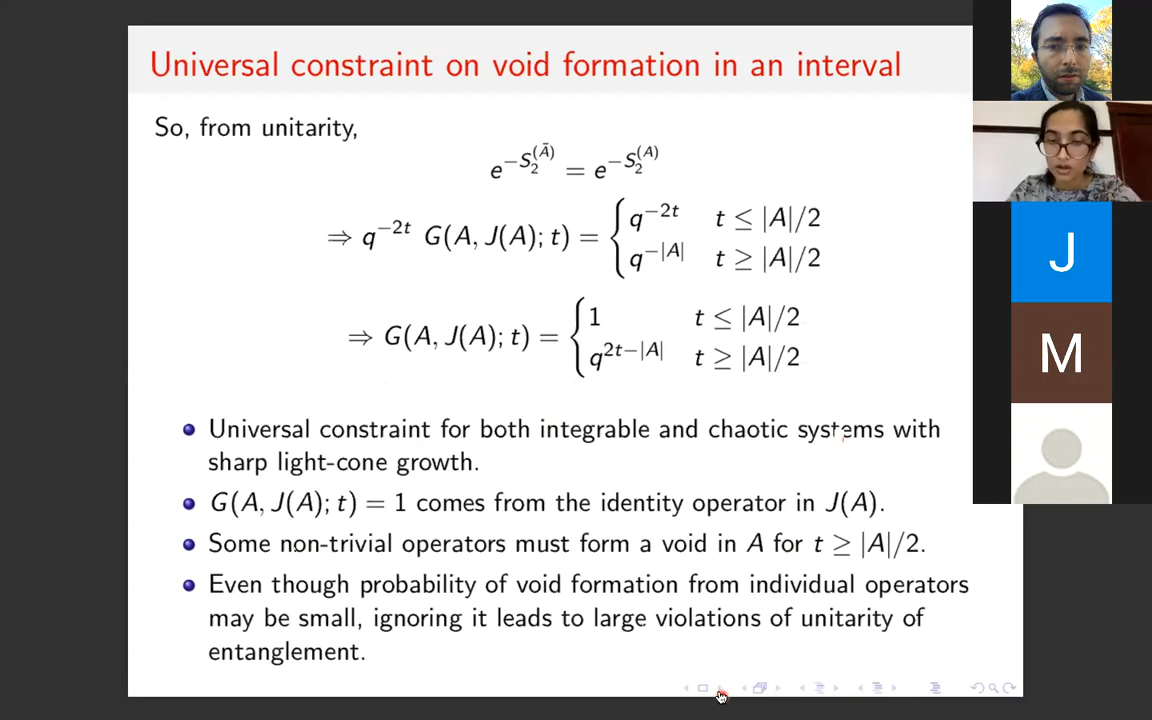 Universal constraint on void formation in an interval
So, from unitarity,
e^{-S_2^{(Ā)}} = e^{-S_2^{(A)}}
⇒ q^{-2t} G(A, J(A); t) = { q^{-2t} t ≤ |A|/2
q^{-|A|} t ≥ |A|/2
⇒ G(A, J(A); t) = { 1 t ≤ |A|/2
q^{2t-|A|} t ≥ |A|/2
Universal constraint for both integrable and chaotic systems with
sharp light-cone growth.
G(A, J(A); t) = 1 comes from the identity operator in J(A).
Some non-trivial operators must form a void in A for t ≥ |A|/2.
Even though probability of void formation from individual operators
may be small, ignoring it leads to large violations of unitarity of
entanglement.
J
M